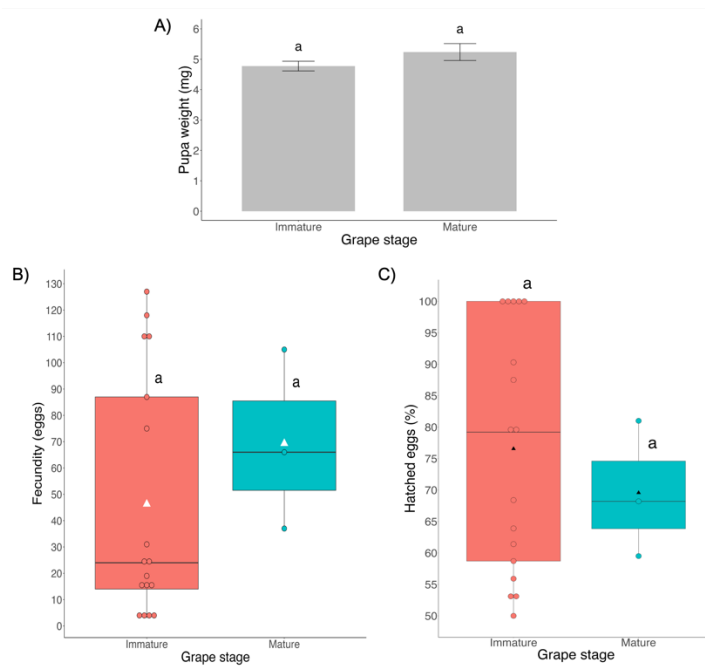 A)
Pupa weight (mg)
6
5
4
3
2
1
0
a
a
Immature
Mature
Grape stage
B)
Fecundity (eggs)
130
120
110
100
90
80
70
60
50
40
30
20
10
0
a
a
Immature
Mature
Grape stage
C)
Hatched eggs (%)
100
95
90
85
80
75
70
65
60
55
50
a
a
Immature
Mature
Grape stage